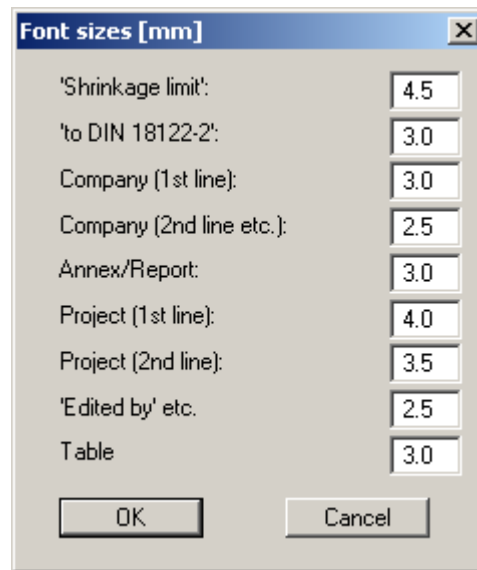 Font sizes [mm]
'Shrinkage limit': 4.5
'to DIN 18122-2': 3.0
Company (1st line): 3.0
Company (2nd line etc.): 2.5
Annex/Report: 3.0
Project (1st line): 4.0
Project (2nd line): 3.5
'Edited by' etc. 2.5
Table 3.0
OK Cancel